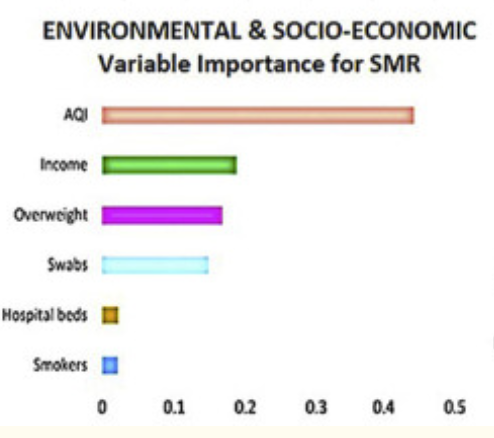 ENVIRONMENTAL & SOCIO-ECONOMIC
Variable Importance for SMR
AQI
Income
Overweight
Swabs
Hospital beds
Smokers
0 0.1 0.2 0.3 0.4 0.5